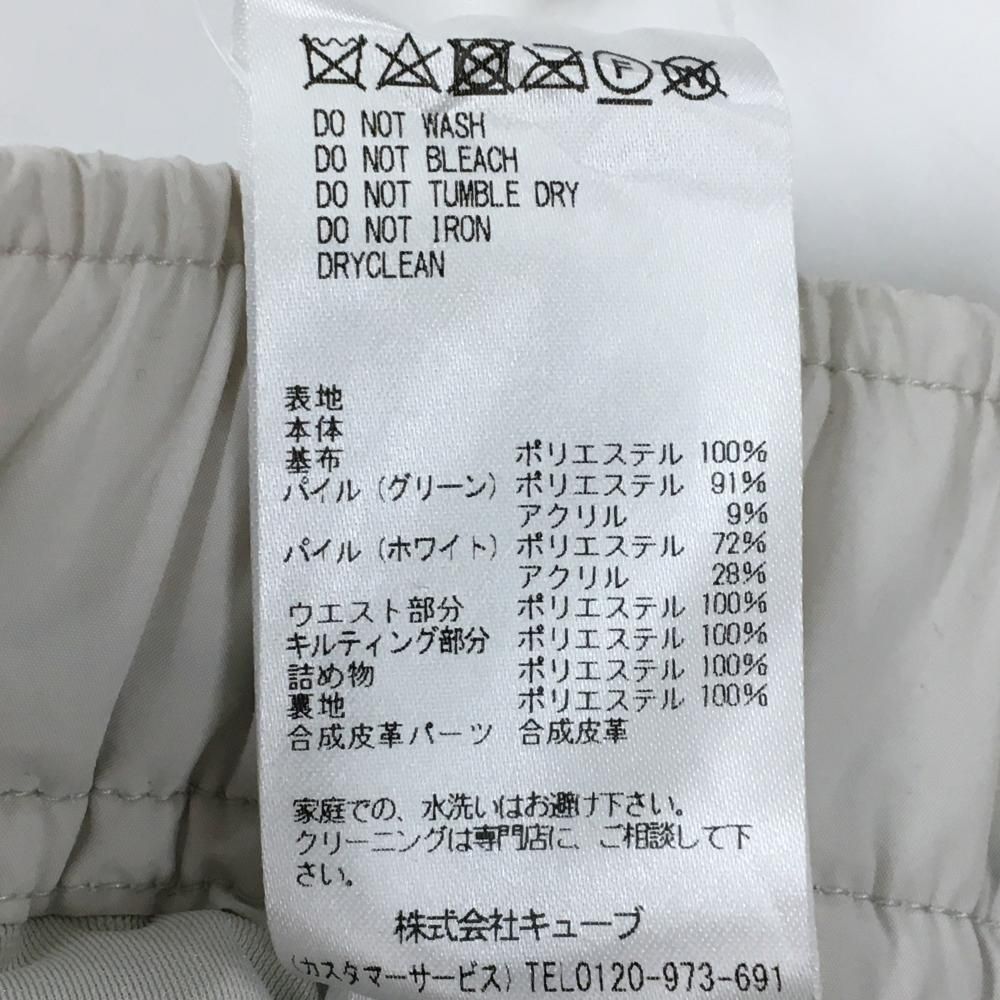 F W
DO NOT WASH
DO NOT BLEACH
DO NOT TUMBLE DRY
DO NOT IRON
DRYCLEAN
表地
本体
基布 ポリエステル 100%
パイル(グリーン) ポリエステル 91%
アクリル 9%
パイル(ホワイト) ポリエステル 72%
アクリル 28%
ウエスト部分 ポリエステル 100%
キルティング部分 ポリエステル 100%
詰め物 ポリエステル 100%
裏地 ポリエステル 100%
合成皮革パーツ 合成皮革
家庭での、水洗いはお避け下さい。
クリーニングは専門店に、ご相談して下
さい。
株式会社キューブ
(カスタマーサービス) TEL0120-973-691